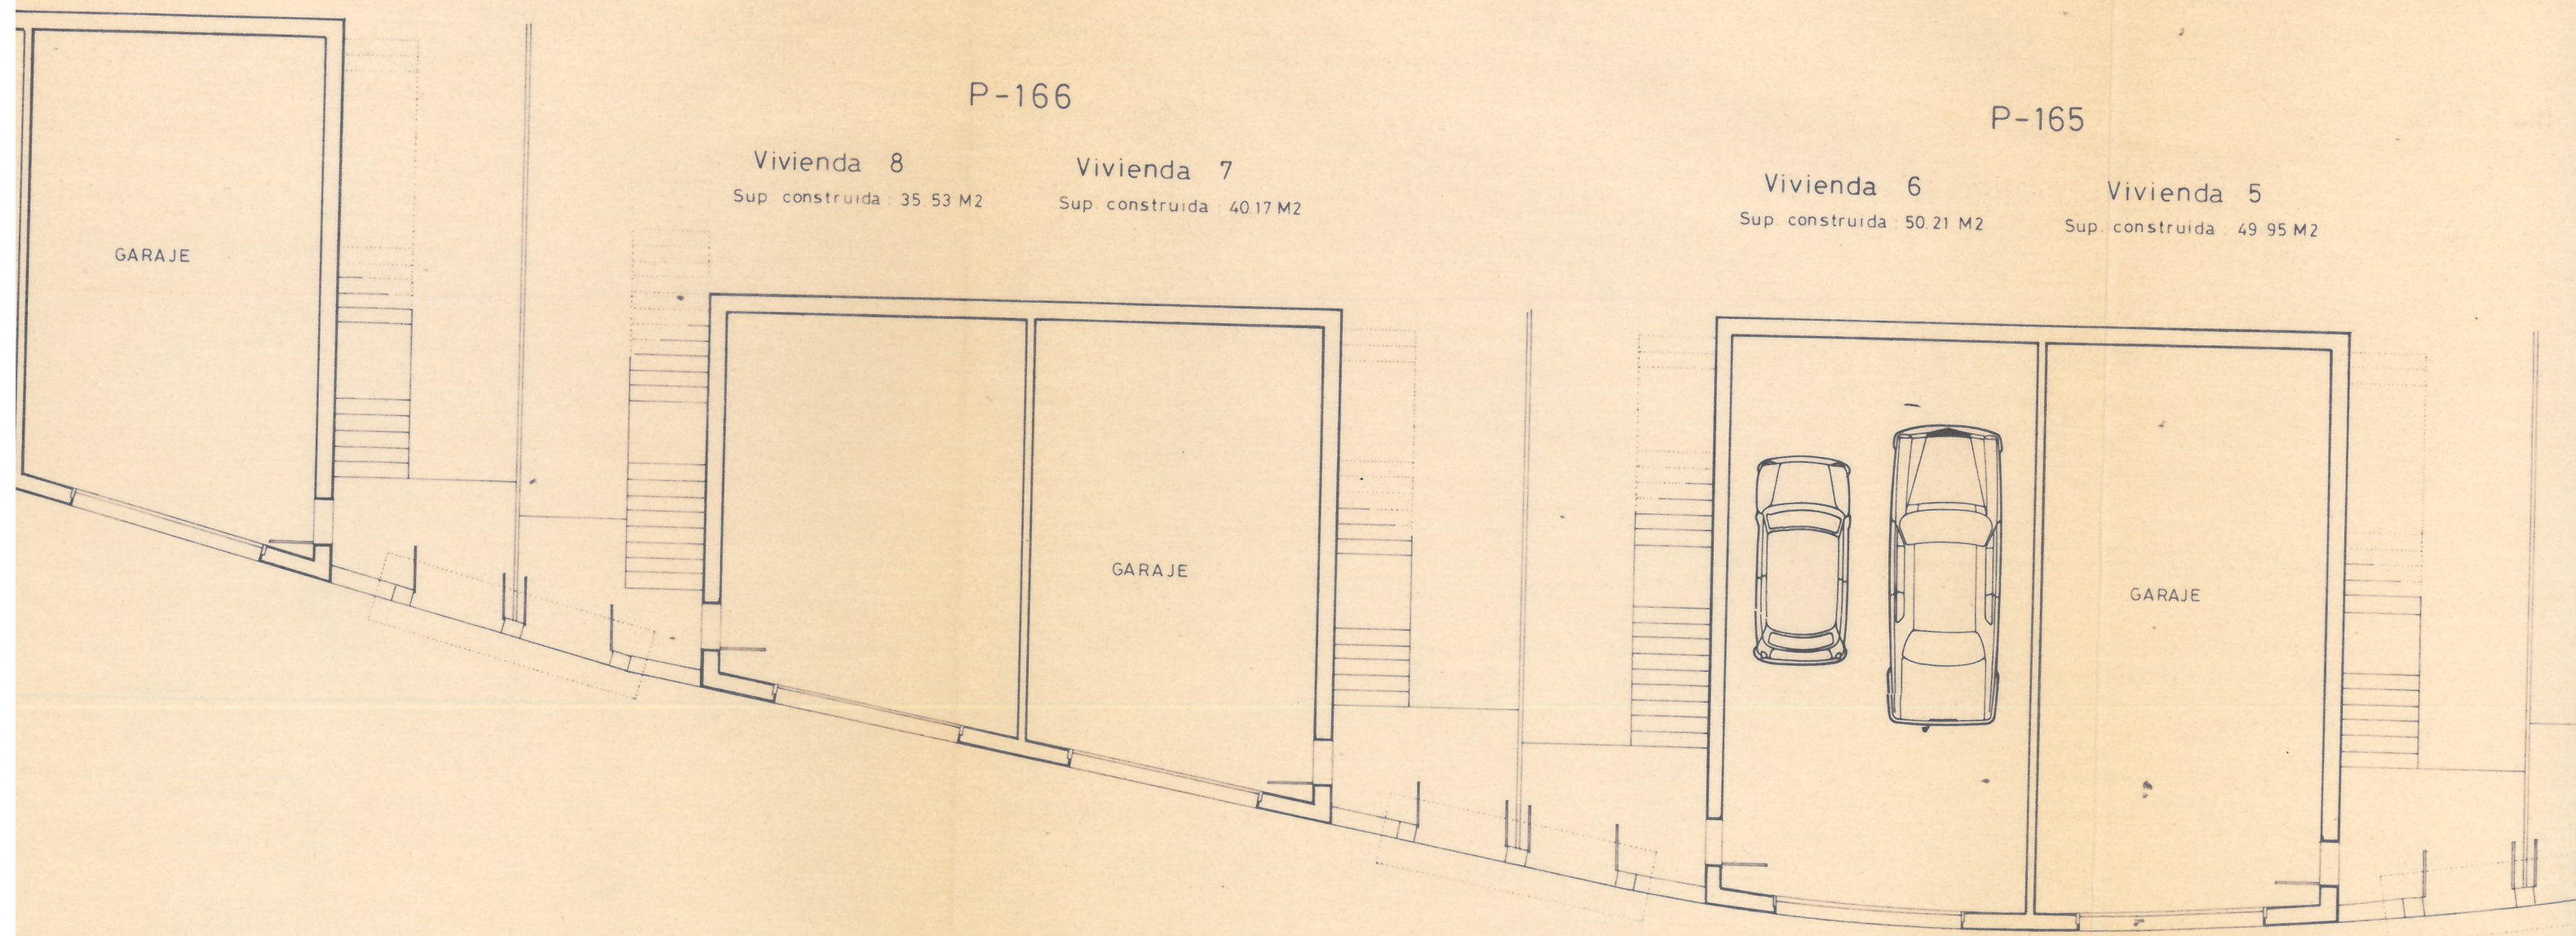 P-166
P-165
Vivienda 8
Sup. construida : 35.53 M2
Vivienda 7
Sup. construida : 40.17 M2
Vivienda 6
Sup. construida : 50.21 M2
Vivienda 5
Sup. construida : 49.95 M2
GARAJE
GARAJE
GARAJE